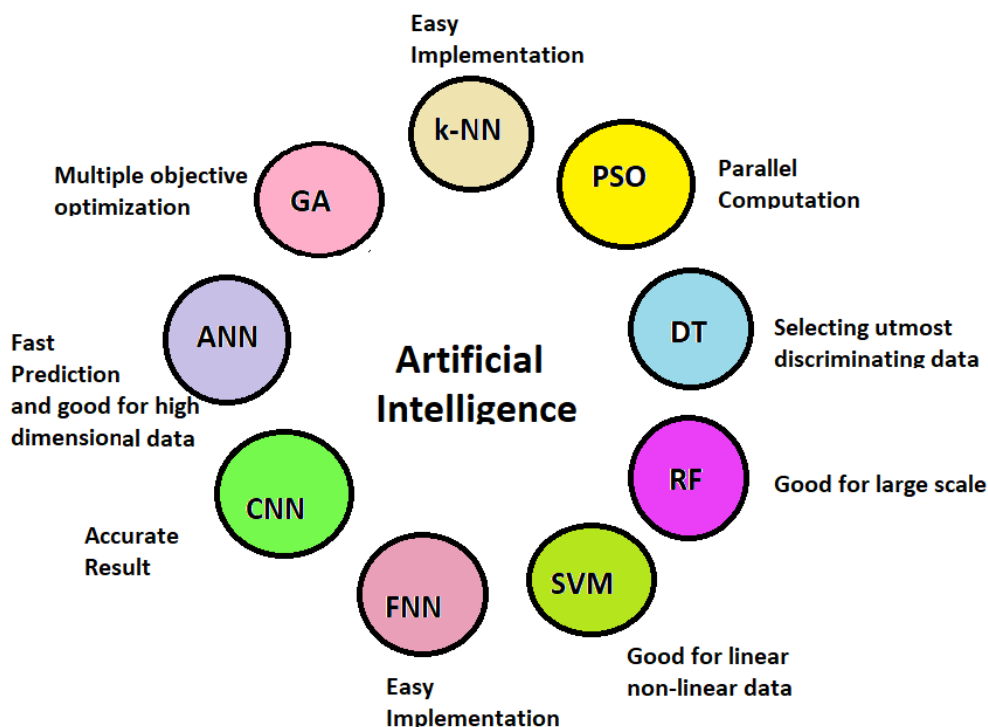 Easy
Implementation
k-NN
PSO
Parallel
Computation
Multiple objective
optimization
GA
DT
Selecting utmost
discriminating data
ANN
Fast
Prediction
and good for high
dimensional data
Artificial
Intelligence
RF
Good for large scale
CNN
Accurate
Result
SVM
Good for linear
non-linear data
FNN
Easy
Implementation